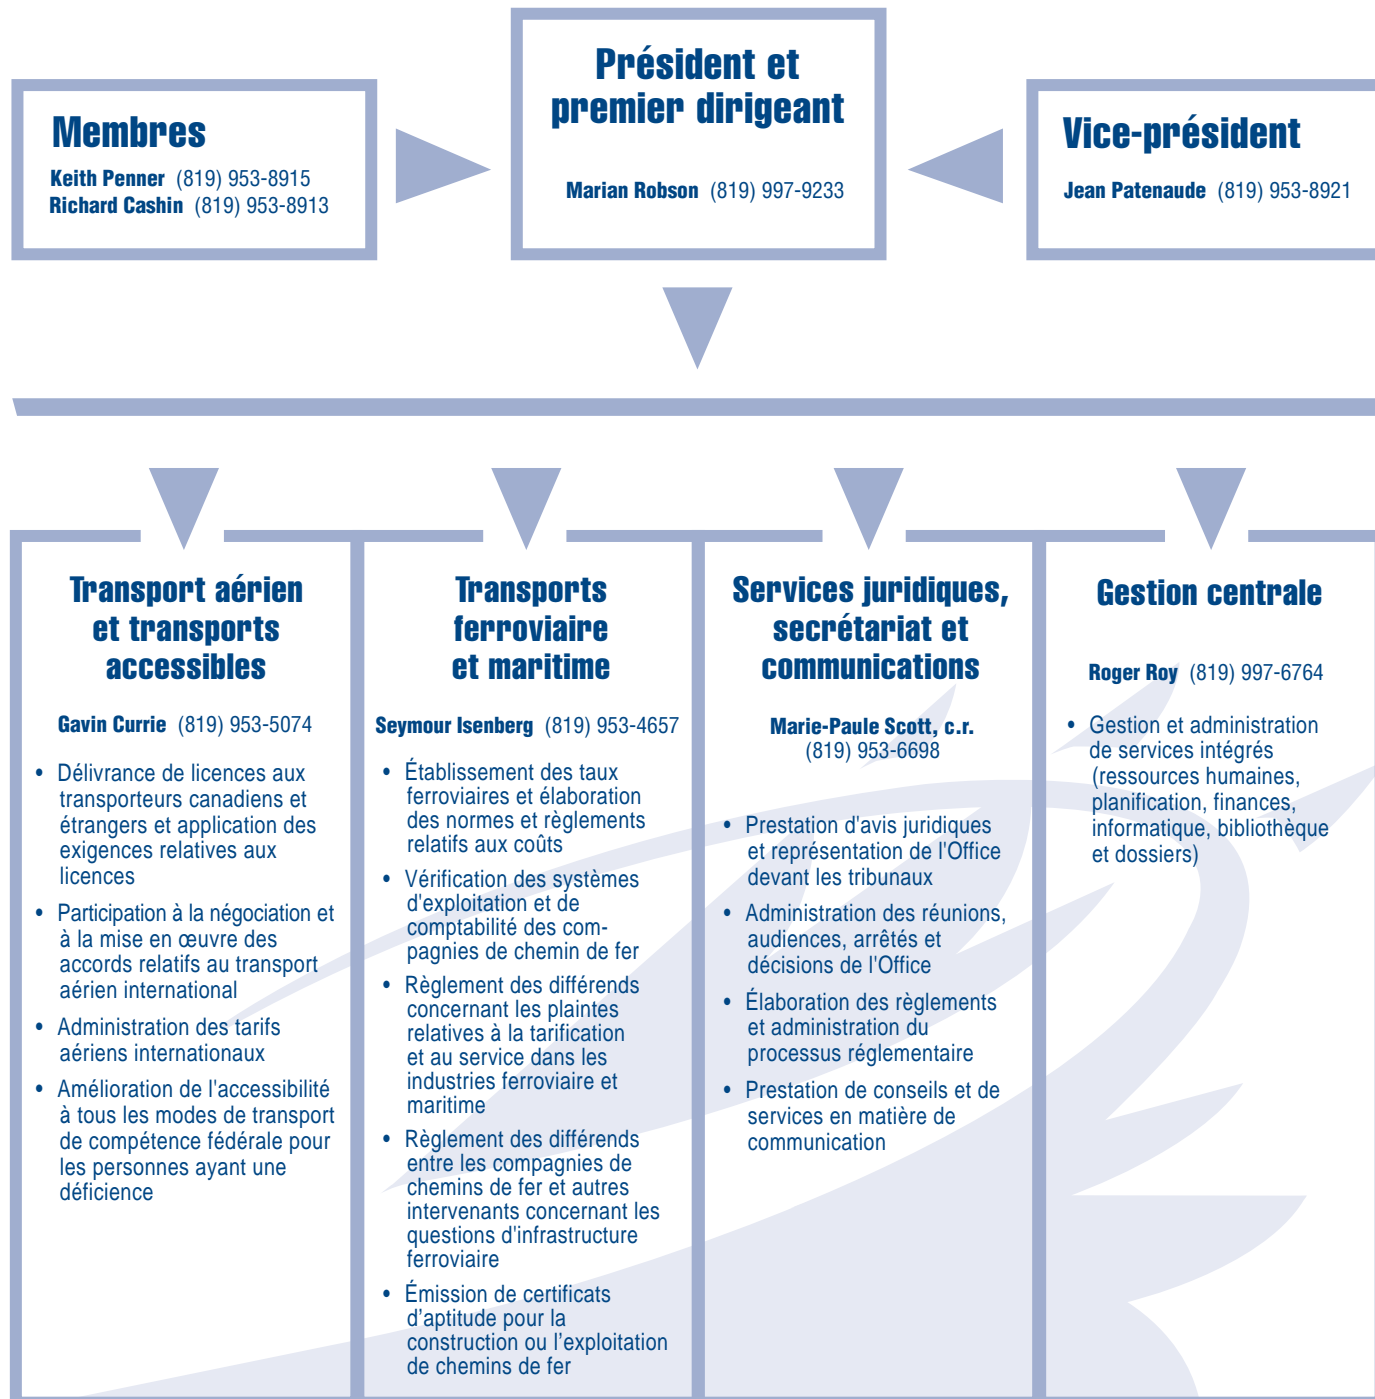 Président et
premier dirigeant
Marian Robson (819) 997-9233
Membres
Keith Penner (819) 953-8915
Richard Cashin (819) 953-8913
Vice-président
Jean Patenaude (819) 953-8921
Transport aérien
et transports
accessibles
Gavin Currie (819) 953-5074
• Délivrance de licences aux
transporteurs canadiens et
étrangers et application des
exigences relatives aux
licences
• Participation à la négociation et
à la mise en œuvre des
accords relatifs au transport
aérien international
• Administration des tarifs
aériens internationaux
• Amélioration de l'accessibilité
à tous les modes de transport
de compétence fédérale pour
les personnes ayant une
déficience
Transports
ferroviaire
et maritime
Seymour Isenberg (819) 953-4657
• Établissement des taux
ferroviaires et élaboration
des normes et règlements
relatifs aux coûts
• Vérification des systèmes
d'exploitation et de
comptabilité des com-
pagnies de chemin de fer
• Règlement des différends
concernant les plaintes
relatives à la tarification
et au service dans les
industries ferroviaire et
maritime
• Règlement des différends
entre les compagnies de
chemins de fer et autres
intervenants concernant les
questions d'infrastructure
ferroviaire
• Émission de certificats
d’aptitude pour la
construction ou l’exploitation
de chemins de fer
Services juridiques,
secrétariat et
communications
Marie-Paule Scott, c.r.
(819) 953-6698
• Prestation d'avis juridiques
et représentation de l'Office
devant les tribunaux
• Administration des réunions,
audiences, arrêtés et
décisions de l'Office
• Élaboration des règlements
et administration du
processus réglementaire
• Prestation de conseils et de
services en matière de
communication
Gestion centrale
Roger Roy (819) 997-6764
• Gestion et administration
de services intégrés
(ressources humaines,
planification, finances,
informatique, bibliothèque
et dossiers)